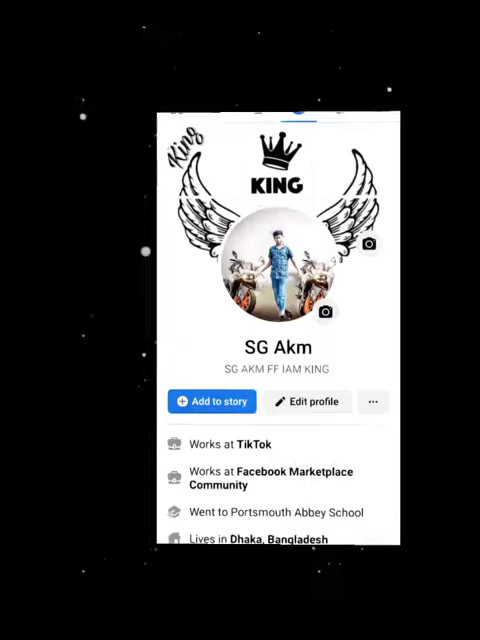 King
KING
SG Akm
SG AKM FF IAM KING
Add to story
Edit profile
Works at TikTok
Works at Facebook Marketplace
Community
Went to Portsmouth Abbey School
Lives in Dhaka, Bangladesh